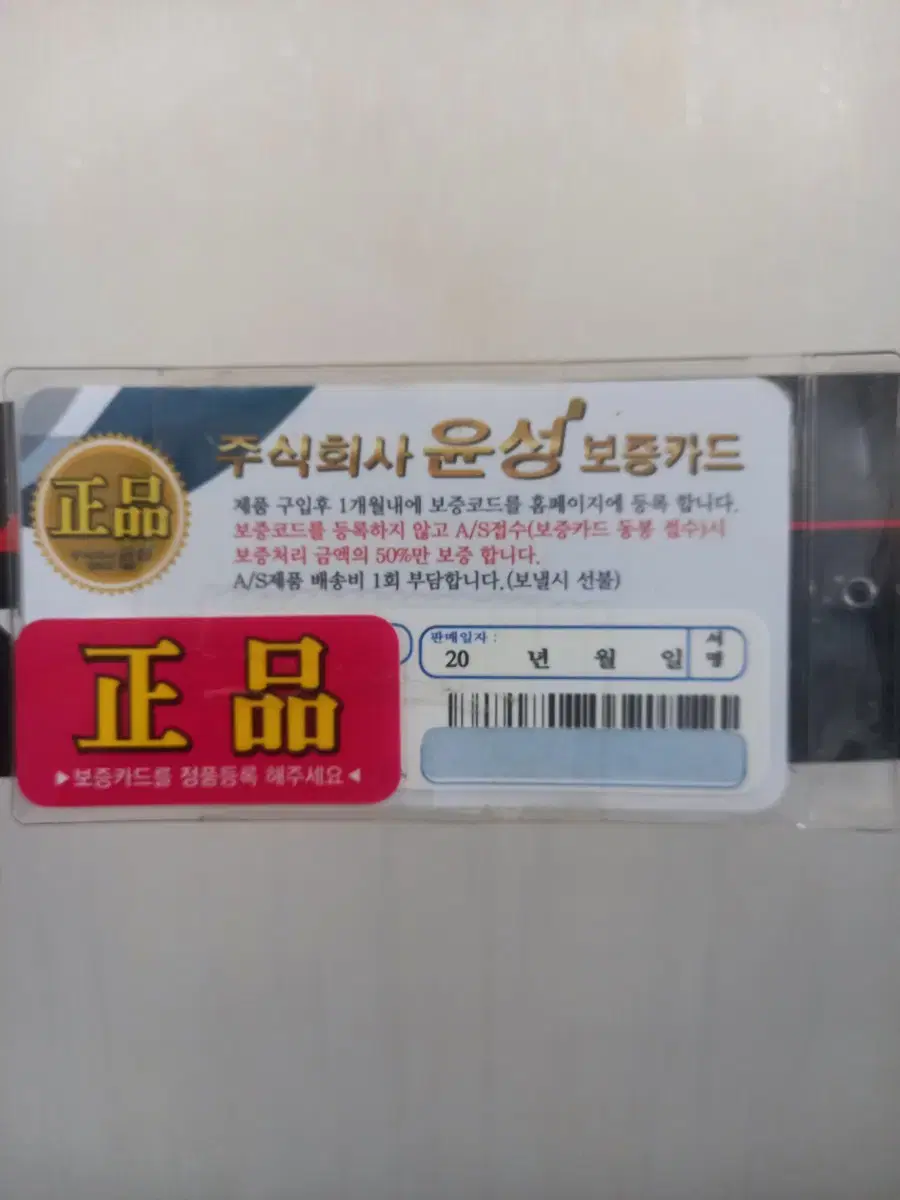 주식회사 윤성 보증카드
正品
제품 구입후 1개월내에 보증코드를 홈페이지에 등록 합니다.
보증코드를 등록하지 않고 A/S접수(보증카드 동봉 접수)시
보증처리 금액의 50%만 보증 합니다.
A/S제품 배송비 1회 부담합니다.(보낼시 선불)
正品
▶보증카드를 정품등록 해주세요◀
판매일자 :
20 년 월 일
서명